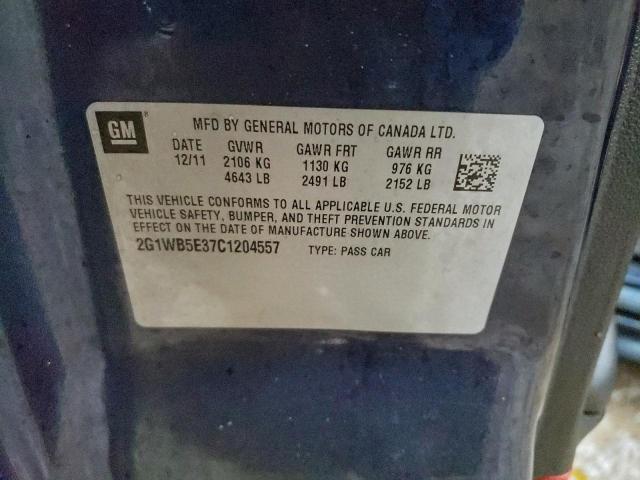 GM®
MFD BY GENERAL MOTORS OF CANADA LTD.
DATE GVWR GAWR FRT GAWR RR
12/11 2106 KG 1130 KG 976 KG
4643 LB 2491 LB 2152 LB
THIS VEHICLE CONFORMS TO ALL APPLICABLE U.S. FEDERAL MOTOR
VEHICLE SAFETY, BUMPER, AND THEFT PREVENTION STANDARDS IN
EFFECT ON THE DATE OF MANUFACTURE SHOWN ABOVE.
2G1WB5E37C1204557 TYPE: PASS CAR